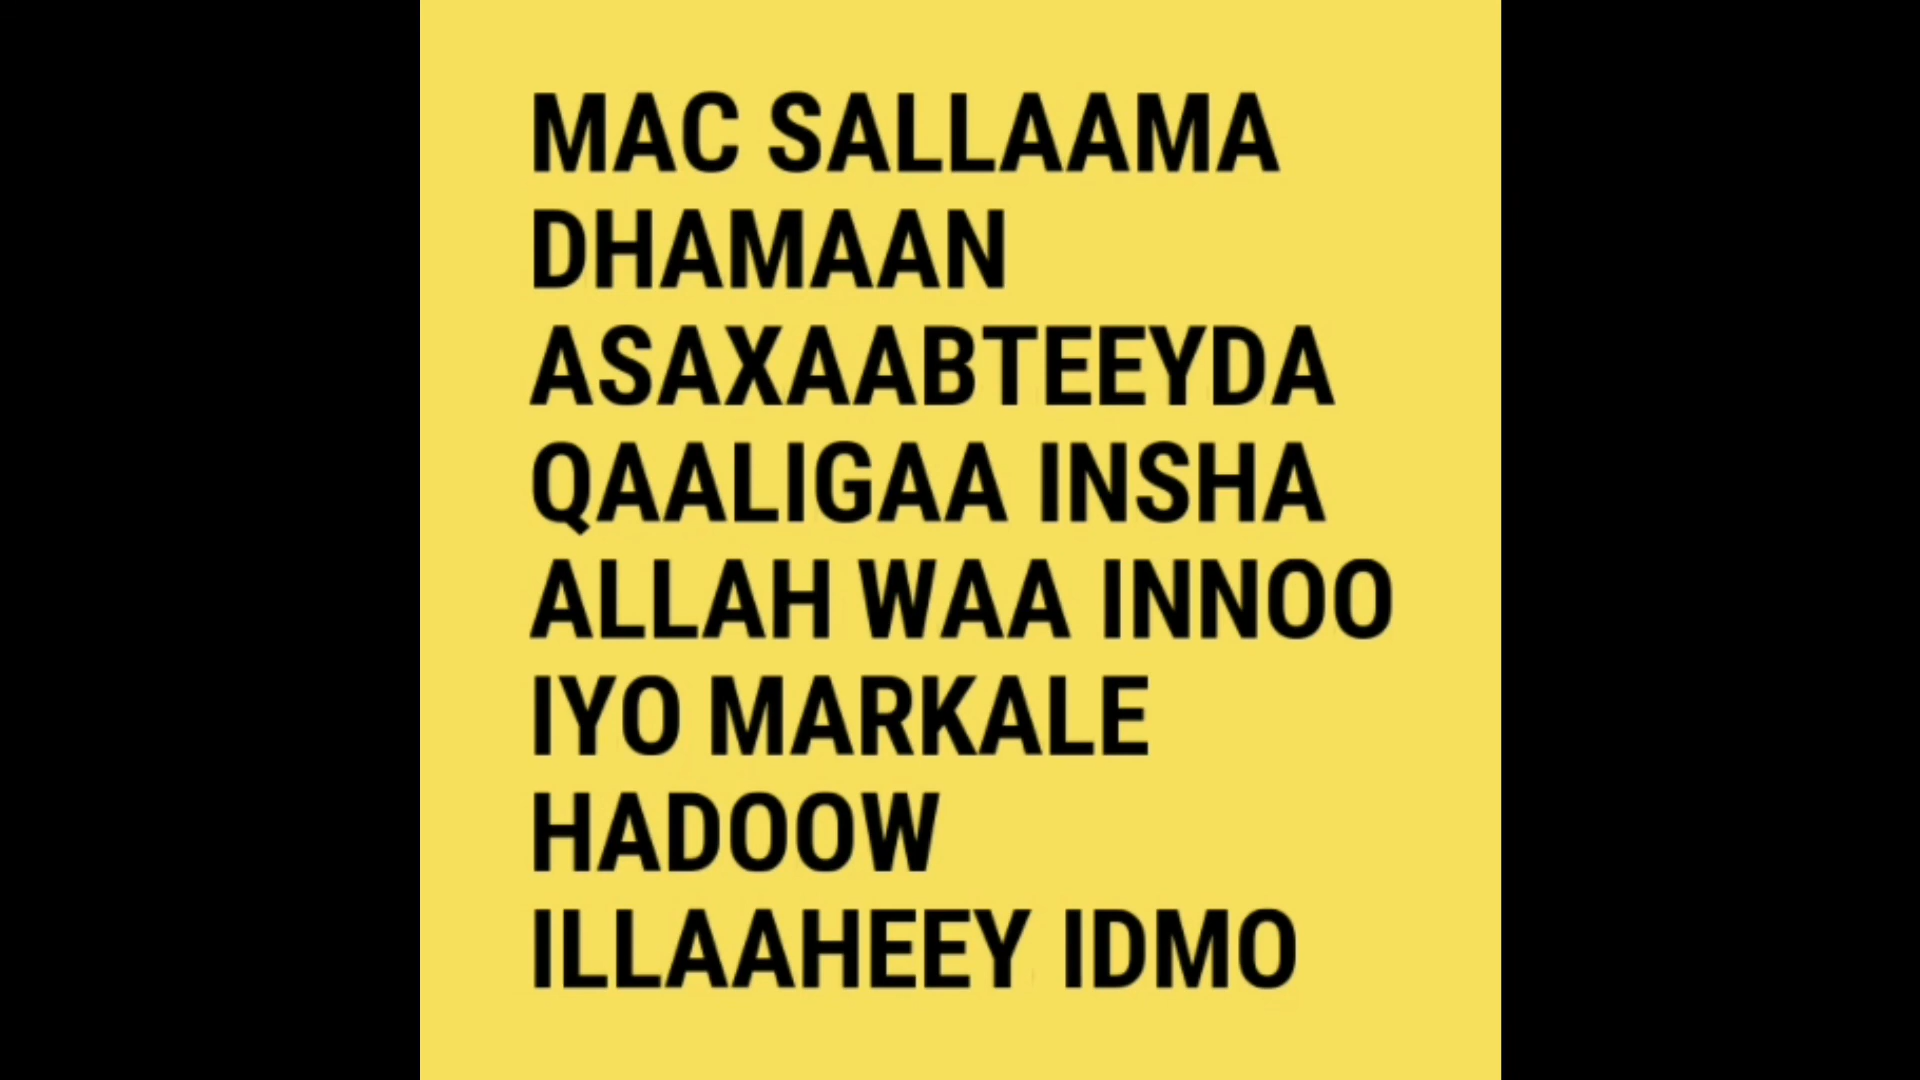 MAC SALLAAMA
DHAMAAN
ASAXAABTEEYDA
QAALIGAA INSHA
ALLAH WAA INNOO
IYO MARKALE
HADOOW
ILLAAHEEY IDMO